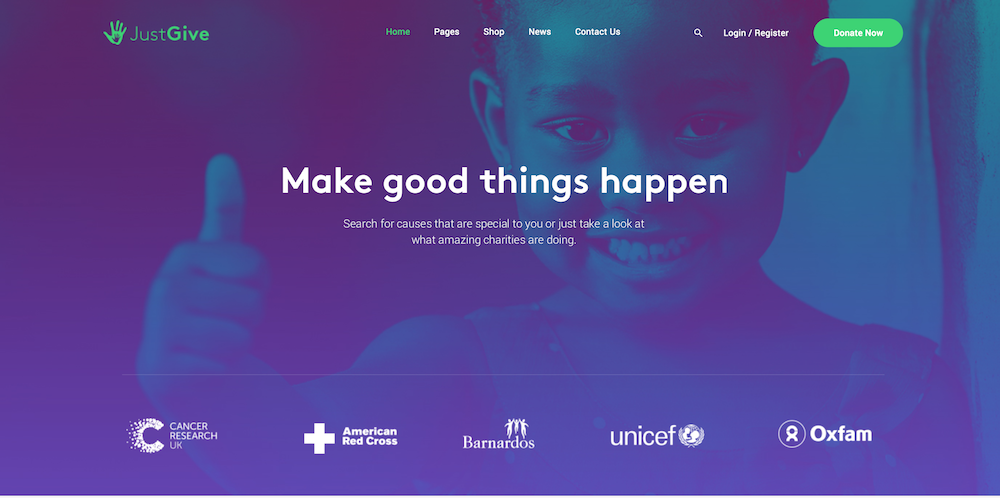 JustGive
Home Pages Shop News Contact Us
Login / Register
Donate Now
Make good things happen
Search for causes that are special to you or just take a look at
what amazing charities are doing.
CANCER
RESEARCH
UK
American
Red Cross
Barnardos
unicef
Oxfam